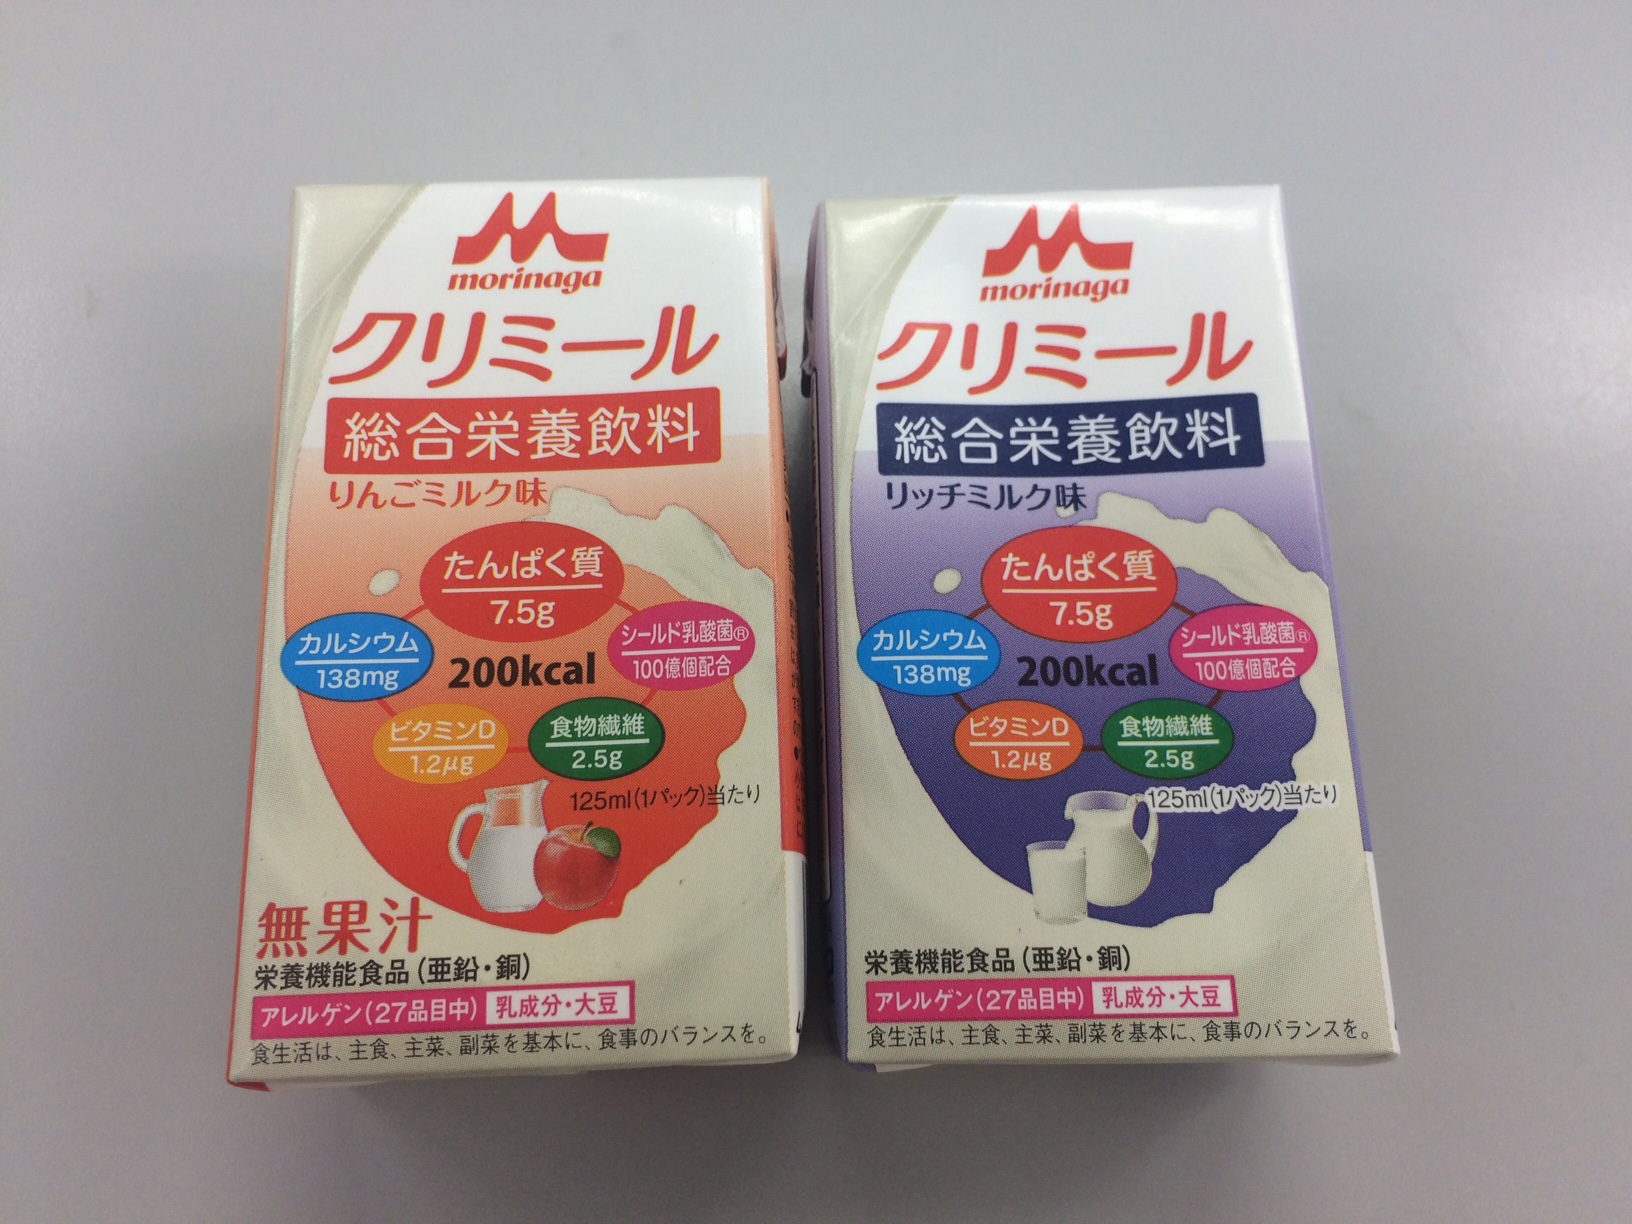 morinaga
クリミール
総合栄養飲料
りんごミルク味
たんぱく質
7.5g
カルシウム
138mg
シールド乳酸菌®
100億個配合
200kcal
ビタミンD
1.2μg
食物繊維
2.5g
125ml(1パック)当たり
無果汁
栄養機能食品(亜鉛・銅)
アレルゲン(27品目中) 乳成分・大豆
食生活は、主食、主菜、副菜を基本に、食事のバランスを。
morinaga
クリミール
総合栄養飲料
リッチミルク味
たんぱく質
7.5g
カルシウム
138mg
シールド乳酸菌®
100億個配合
200kcal
ビタミンD
1.2μg
食物繊維
2.5g
125ml(1パック)当たり
栄養機能食品(亜鉛・銅)
アレルゲン(27品目中) 乳成分・大豆
食生活は、主食、主菜、副菜を基本に、食事のバランスを。